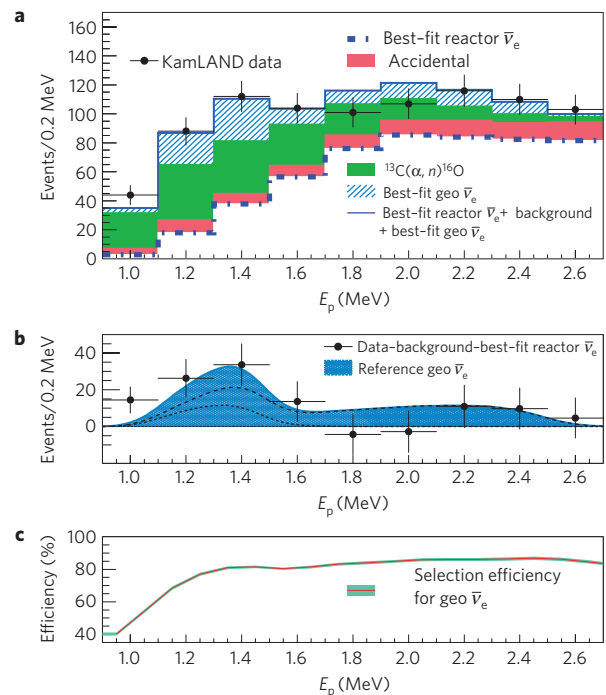 a
160
140
120
100
80
60
40
20
0
Events/0.2 MeV
KamLAND data
Best-fit reactor ν̅e
Accidental
¹³C(α, n)¹⁶O
Best-fit geo ν̅e
Best-fit reactor ν̅e+ background
+ best-fit geo ν̅e
1.0 1.2 1.4 1.6 1.8 2.0 2.2 2.4 2.6
Ep (MeV)
b
40
20
0
Events/0.2 MeV
Data-background-best-fit reactor ν̅e
Reference geo ν̅e
1.0 1.2 1.4 1.6 1.8 2.0 2.2 2.4 2.6
Ep (MeV)
c
100
80
60
40
Efficiency (%)
Selection efficiency
for geo ν̅e
1.0 1.2 1.4 1.6 1.8 2.0 2.2 2.4 2.6
Ep (MeV)